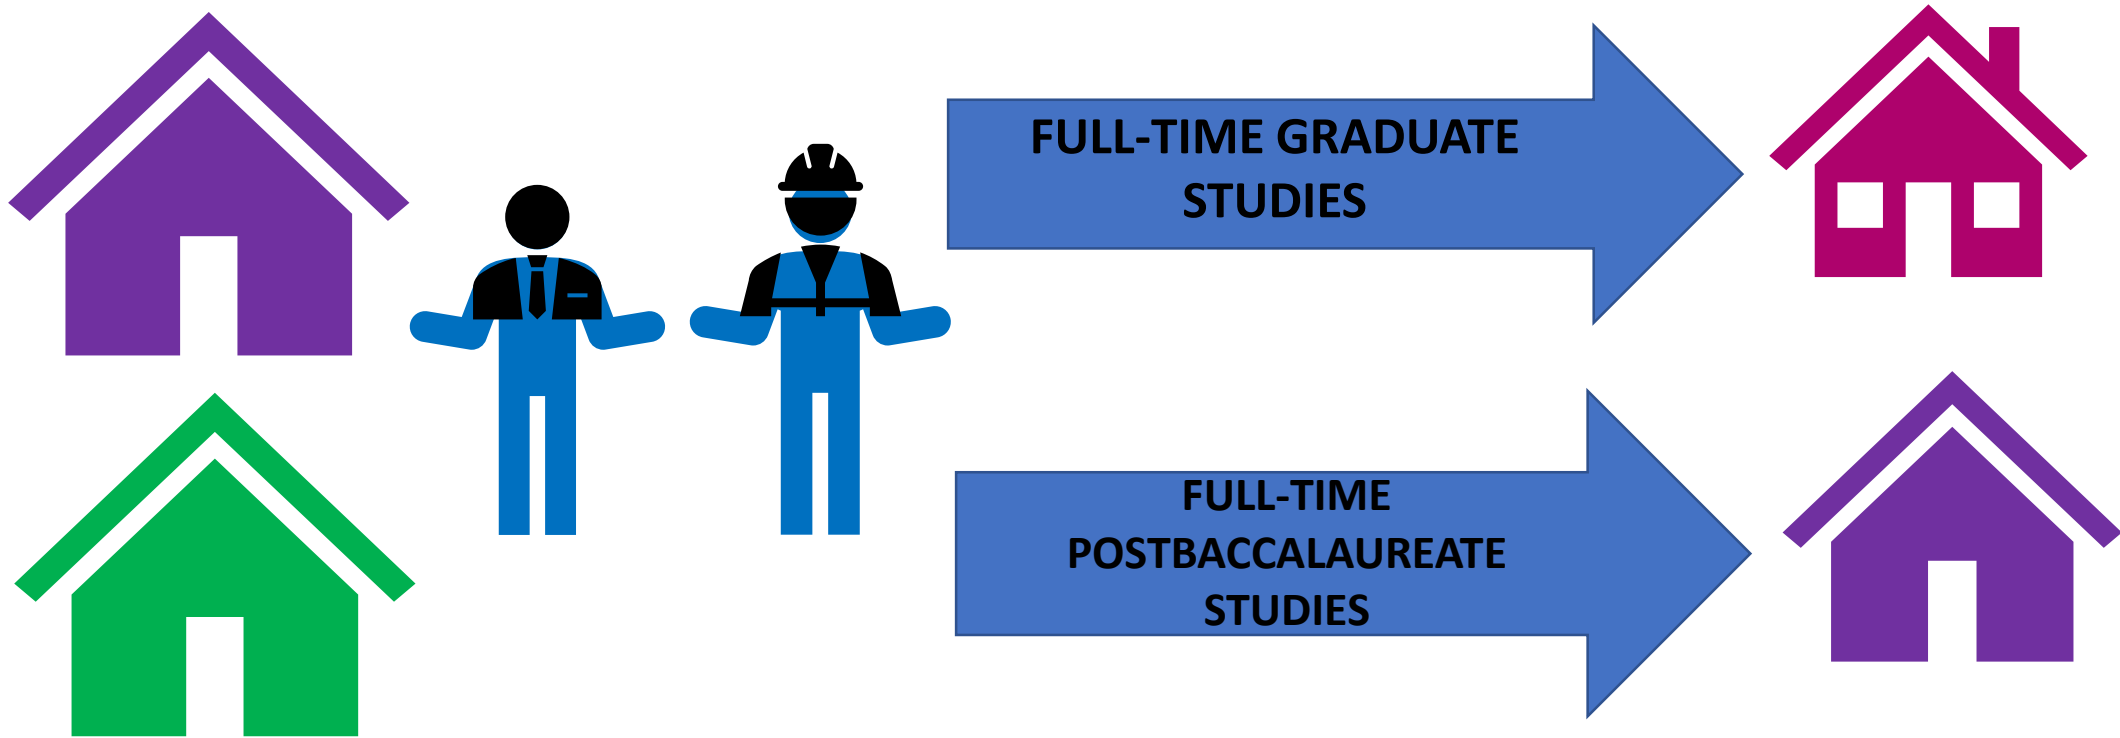 FULL-TIME GRADUATE
STUDIES
FULL-TIME
POSTBACCALAUREATE
STUDIES